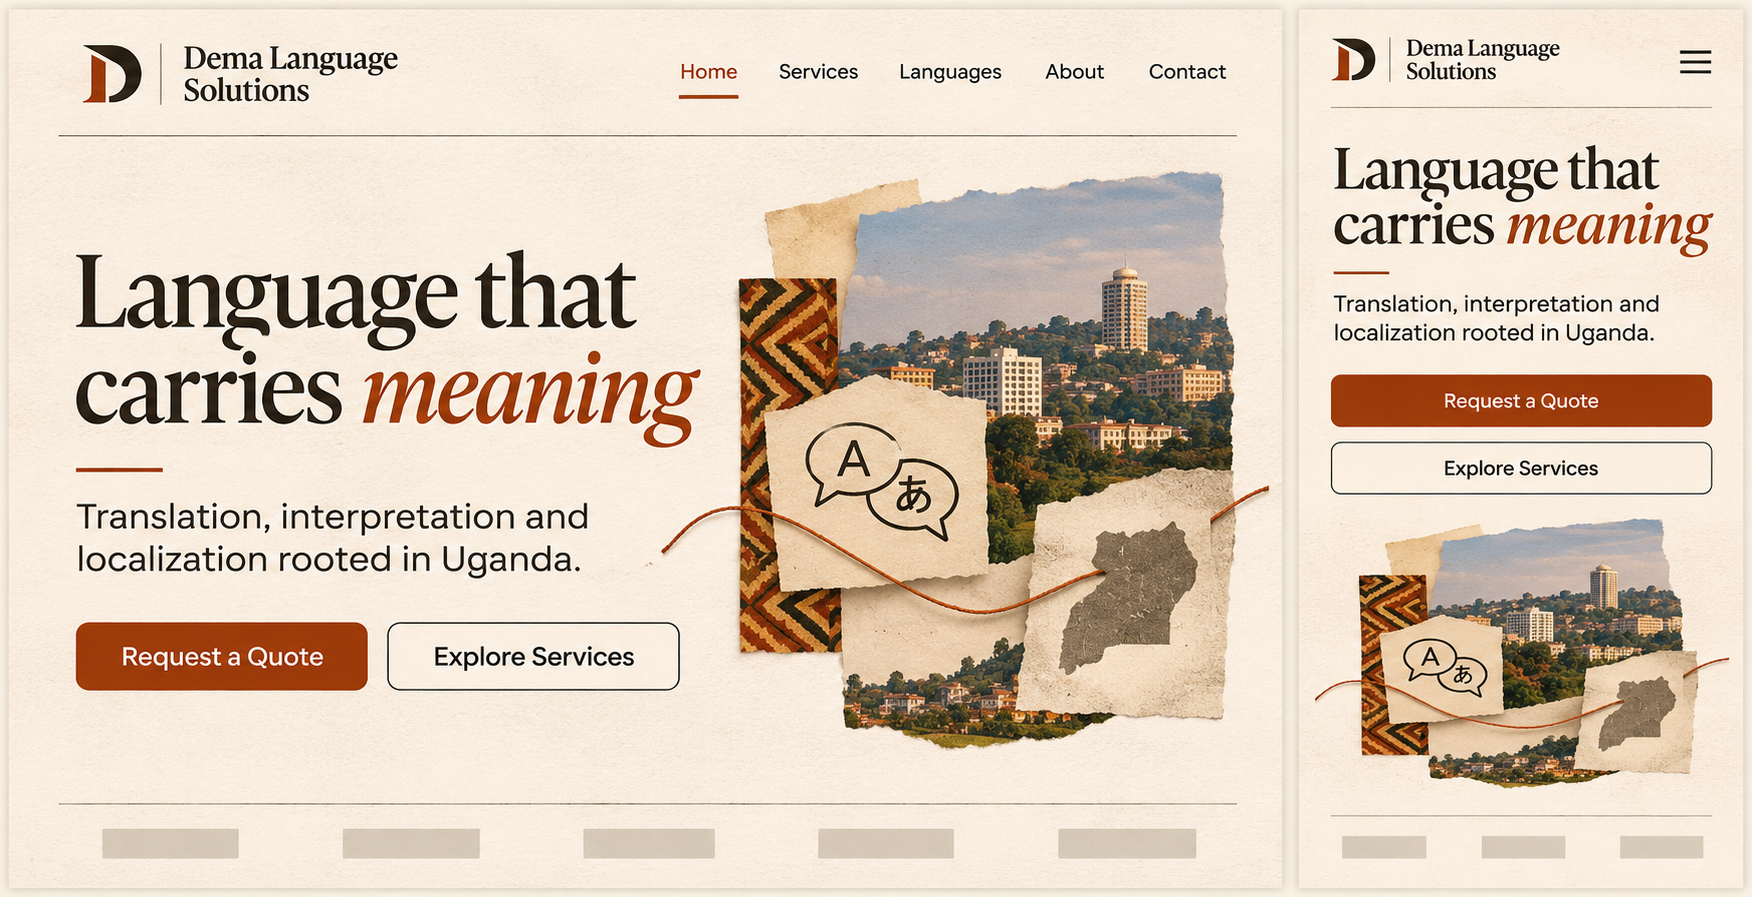 Dema Language
Solutions
Home
Services
Languages
About
Contact
Language that
carries meaning
Translation, interpretation and
localization rooted in Uganda.
Request a Quote
Explore Services
A
あ
Dema Language
Solutions
Language that
carries meaning
Translation, interpretation and
localization rooted in Uganda.
Request a Quote
Explore Services
A
あ